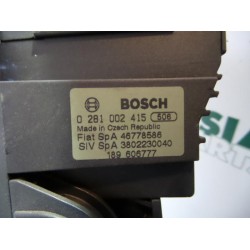 BOSCH
0 281 002 415 506
Made in Czech Republic
Fiat SpA 46778586
SIV SpA 3802230040
189 606777